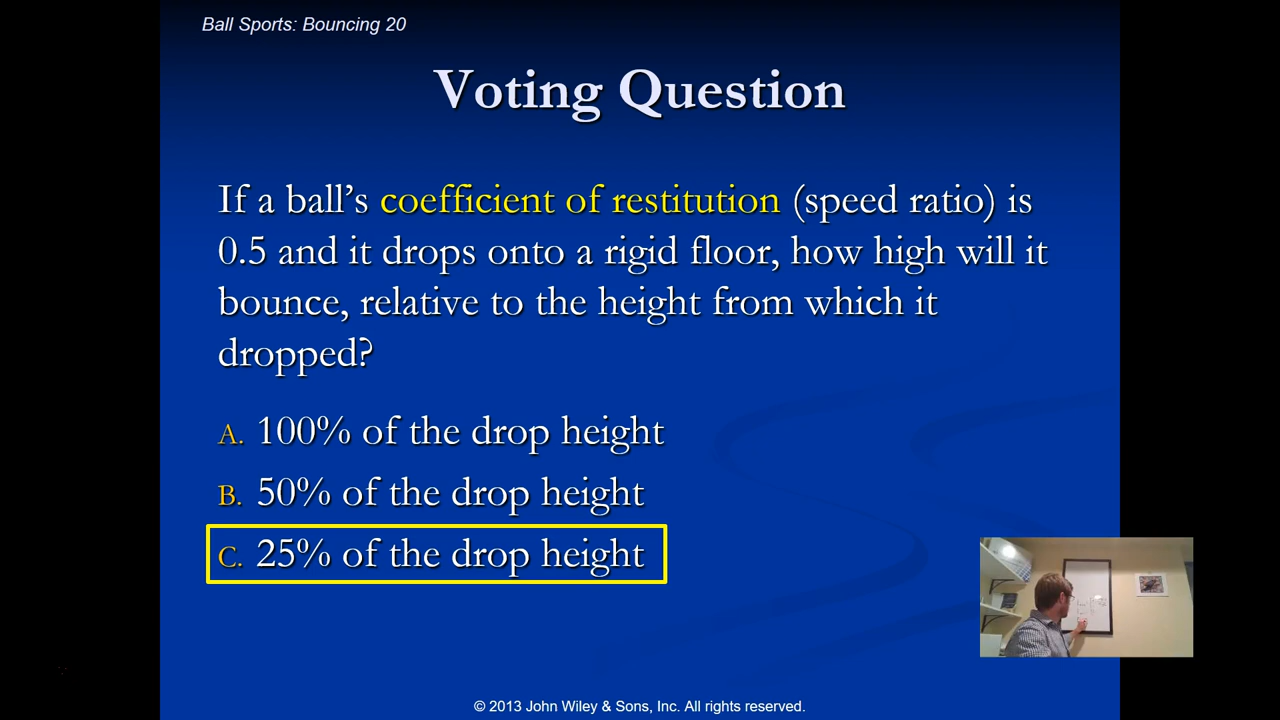 Ball Sports: Bouncing 20
Voting Question
If a ball’s coefficient of restitution (speed ratio) is
0.5 and it drops onto a rigid floor, how high will it
bounce, relative to the height from which it
dropped?
A. 100% of the drop height
B. 50% of the drop height
C. 25% of the drop height
© 2013 John Wiley & Sons, Inc. All rights reserved.